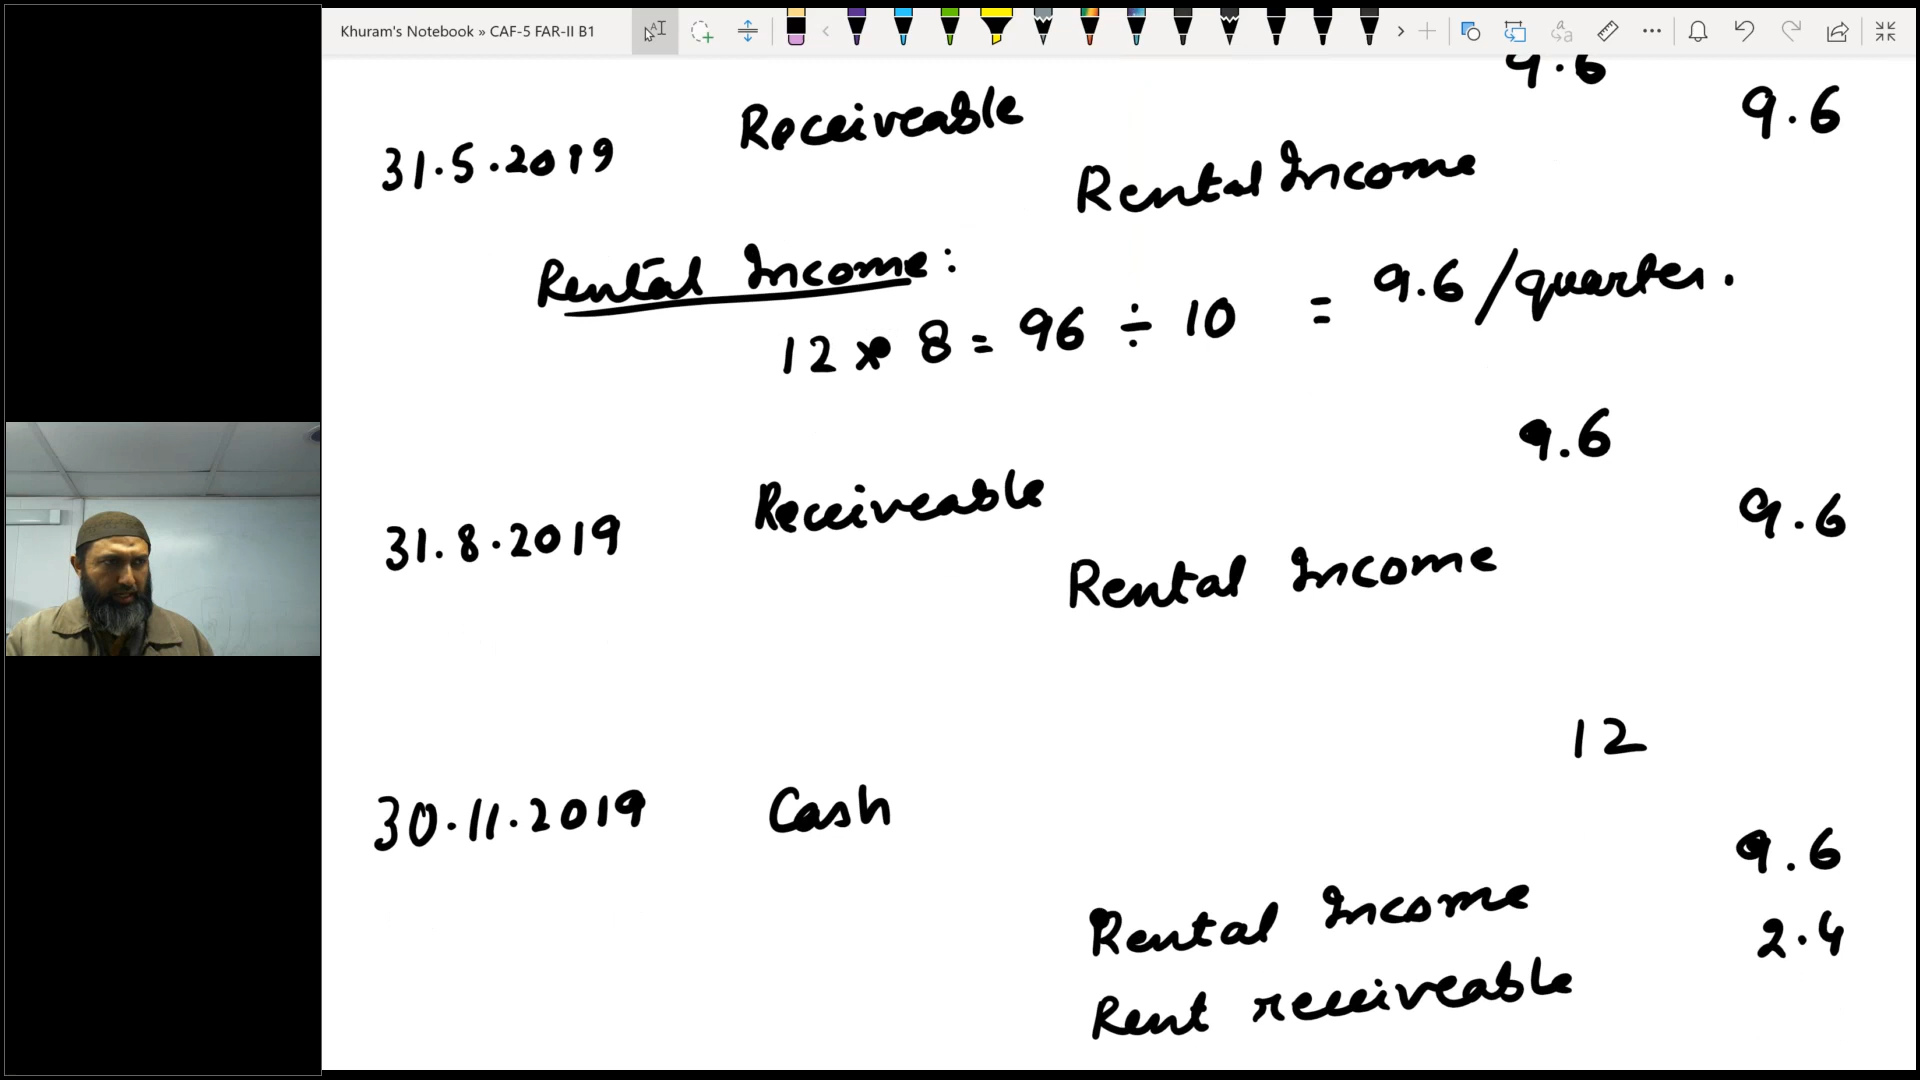 Khuram's Notebook » CAF-5 FAR-II B1
9.6
31.5.2019 Receiveable 9.6
Rental Income
Rental Income:
12 * 8 = 96 ÷ 10 = 9.6 / quarter.
9.6
31.8.2019 Receiveable 9.6
Rental Income
12
30.11.2019 Cash
9.6
Rental Income
2.4
Rent receiveable